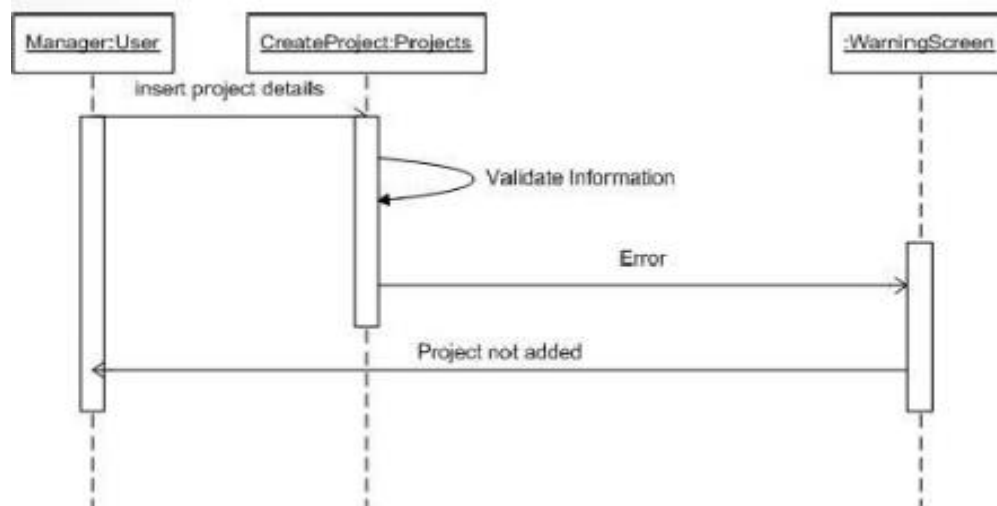 Manager:User
CreateProject:Projects
:WarningScreen
insert project details
Validate Information
Error
Project not added